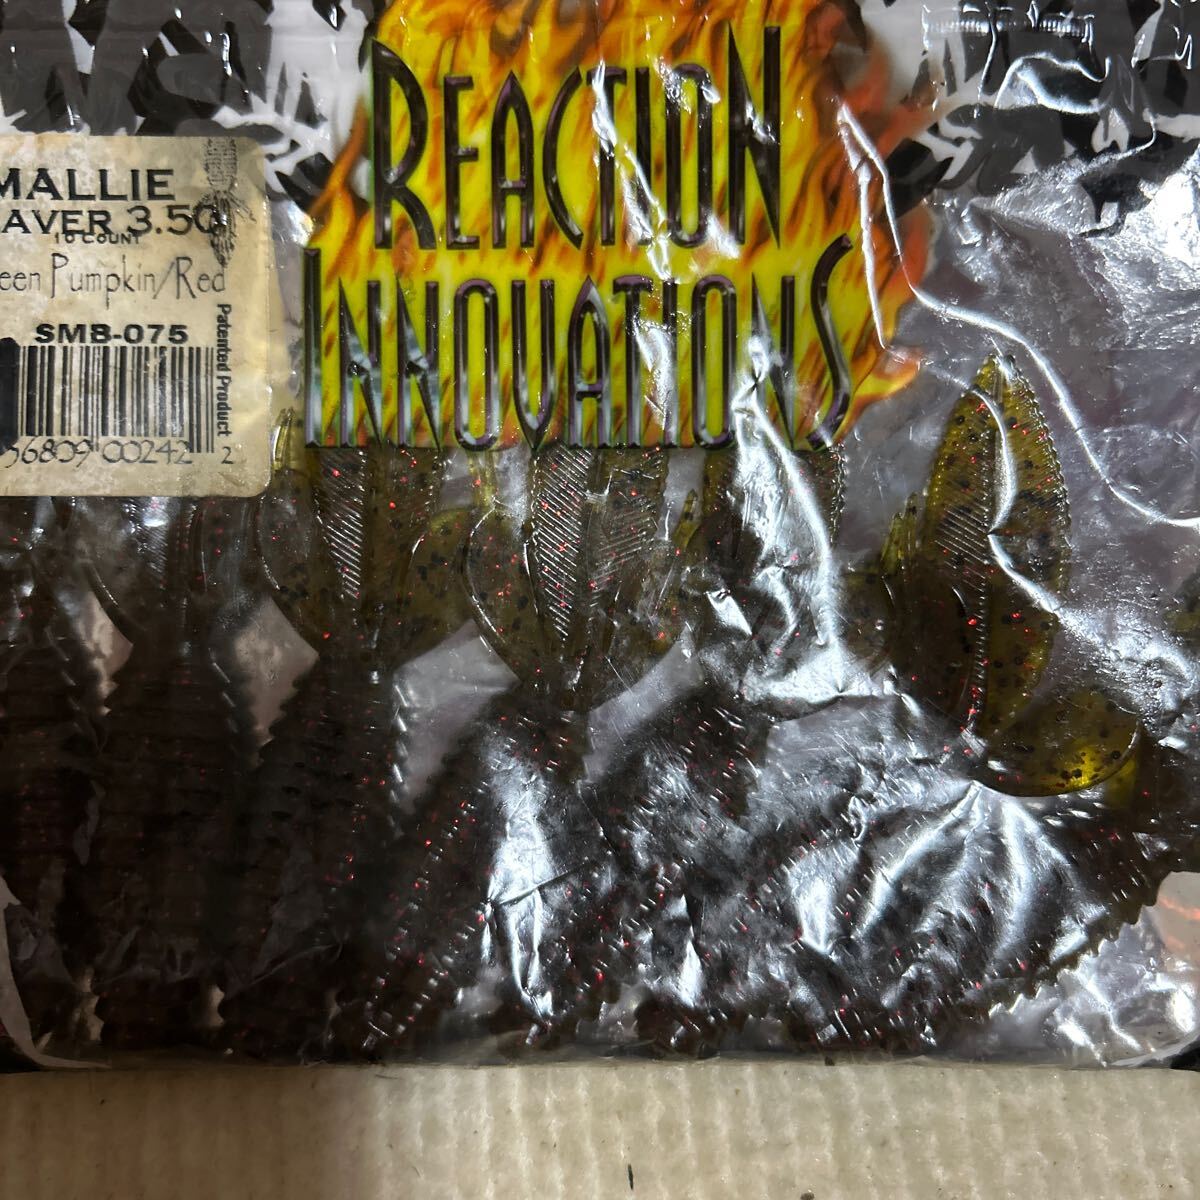 REACTION
INNOVATIONS
MALLIE
AVER 3.50
10 COUNT
een Pumpkin/Red
SMB-075
Patented Product
56809 00242 2